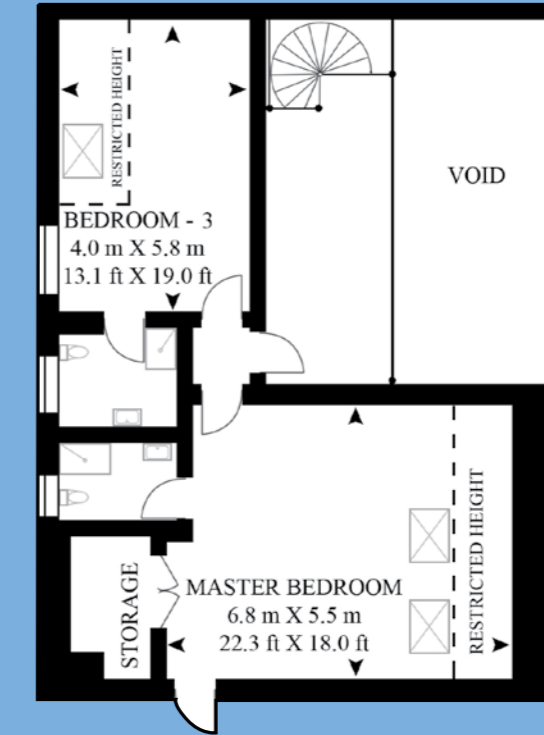 RESTRICTED HEIGHT
VOID
BEDROOM - 3
4.0 m X 5.8 m
13.1 ft X 19.0 ft
STORAGE
MASTER BEDROOM
6.8 m X 5.5 m
22.3 ft X 18.0 ft
RESTRICTED HEIGHT